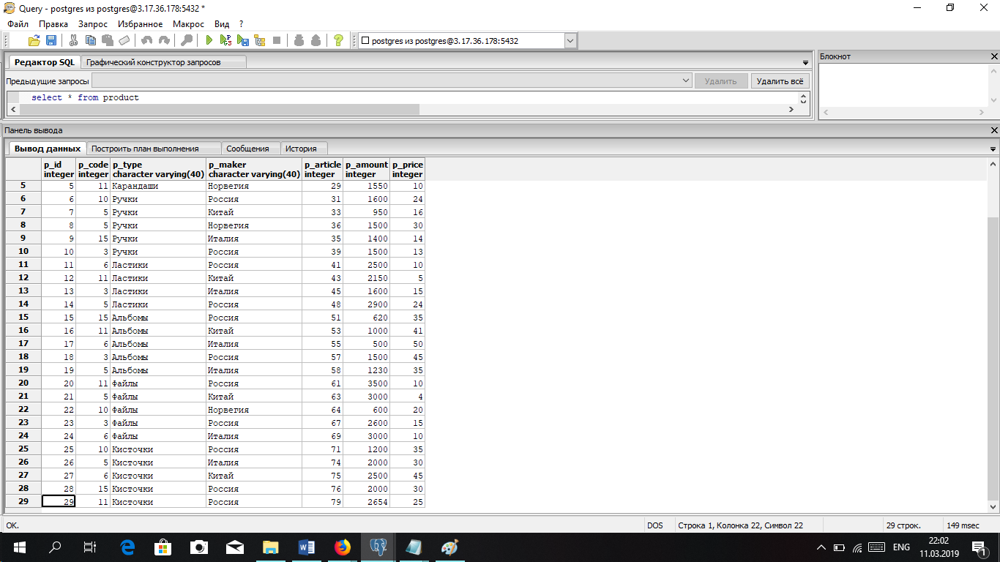 Query - postgres из postgres@3.17.36.178:5432 *
Файл Правка Запрос Избранное Макрос Вид ?
postgres из postgres@3.17.36.178:5432
Редактор SQL Графический конструктор запросов
Блокнот
Предыдущие запросы Удалить Удалить всё
select * from product
Панель вывода
Вывод данных Построить план выполнения Сообщения История
p_id p_code p_type p_maker p_article p_amount p_price
integer integer character varying(40) character varying(40) integer integer integer
5 5 11 Карандаши Норвегия 29 1550 10
6 6 10 Ручки Россия 31 1600 24
7 7 5 Ручки Китай 33 950 16
8 8 5 Ручки Норвегия 36 1500 30
9 9 15 Ручки Италия 35 1400 14
10 10 3 Ручки Россия 39 1500 13
11 11 6 Ластики Россия 41 2500 10
12 12 11 Ластики Китай 43 2150 5
13 13 3 Ластики Италия 45 1600 15
14 14 5 Ластики Россия 48 2900 24
15 15 15 Альбомы Россия 51 620 35
16 16 11 Альбомы Китай 53 1000 41
17 17 6 Альбомы Италия 55 500 50
18 18 3 Альбомы Россия 57 1500 45
19 19 5 Альбомы Италия 58 1230 35
20 20 11 Файлы Россия 61 3500 10
21 21 5 Файлы Китай 63 3000 4
22 22 10 Файлы Норвегия 64 600 20
23 23 3 Файлы Россия 67 2600 15
24 24 6 Файлы Италия 69 3000 10
25 25 10 Кисточки Россия 71 1200 35
26 26 5 Кисточки Италия 74 2000 30
27 27 6 Кисточки Китай 75 2500 45
28 28 15 Кисточки Россия 76 2000 30
29 29 11 Кисточки Россия 79 2654 25
OK. DOS Строка 1, Колонка 22, Символ 22 29 строк. 149 msec
ENG 22:02
11.03.2019 1